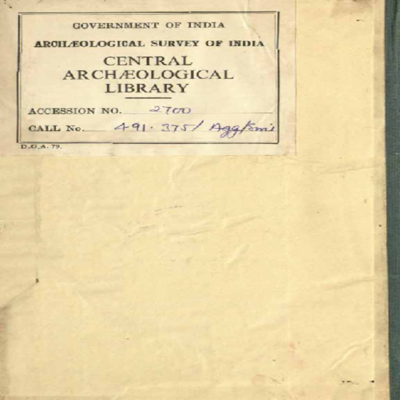 GOVERNMENT OF INDIA
ARCHÆOLOGICAL SURVEY OF INDIA
CENTRAL
ARCHÆOLOGICAL
LIBRARY
ACCESSION NO. 2700
CALL No. 491.375/
D.G.A. 79.